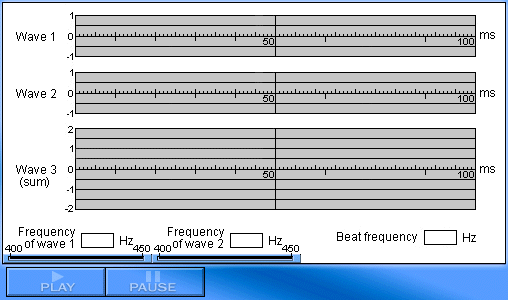 1
Wave 1
0
50
100
ms
-1
1
Wave 2
0
50
100
ms
-1
2
1
Wave 3
(sum)
0
50
100
ms
-1
-2
Frequency
of wave 1
Hz
400
450
Frequency
of wave 2
Hz
400
450
Beat frequency
Hz
PLAY
PAUSE